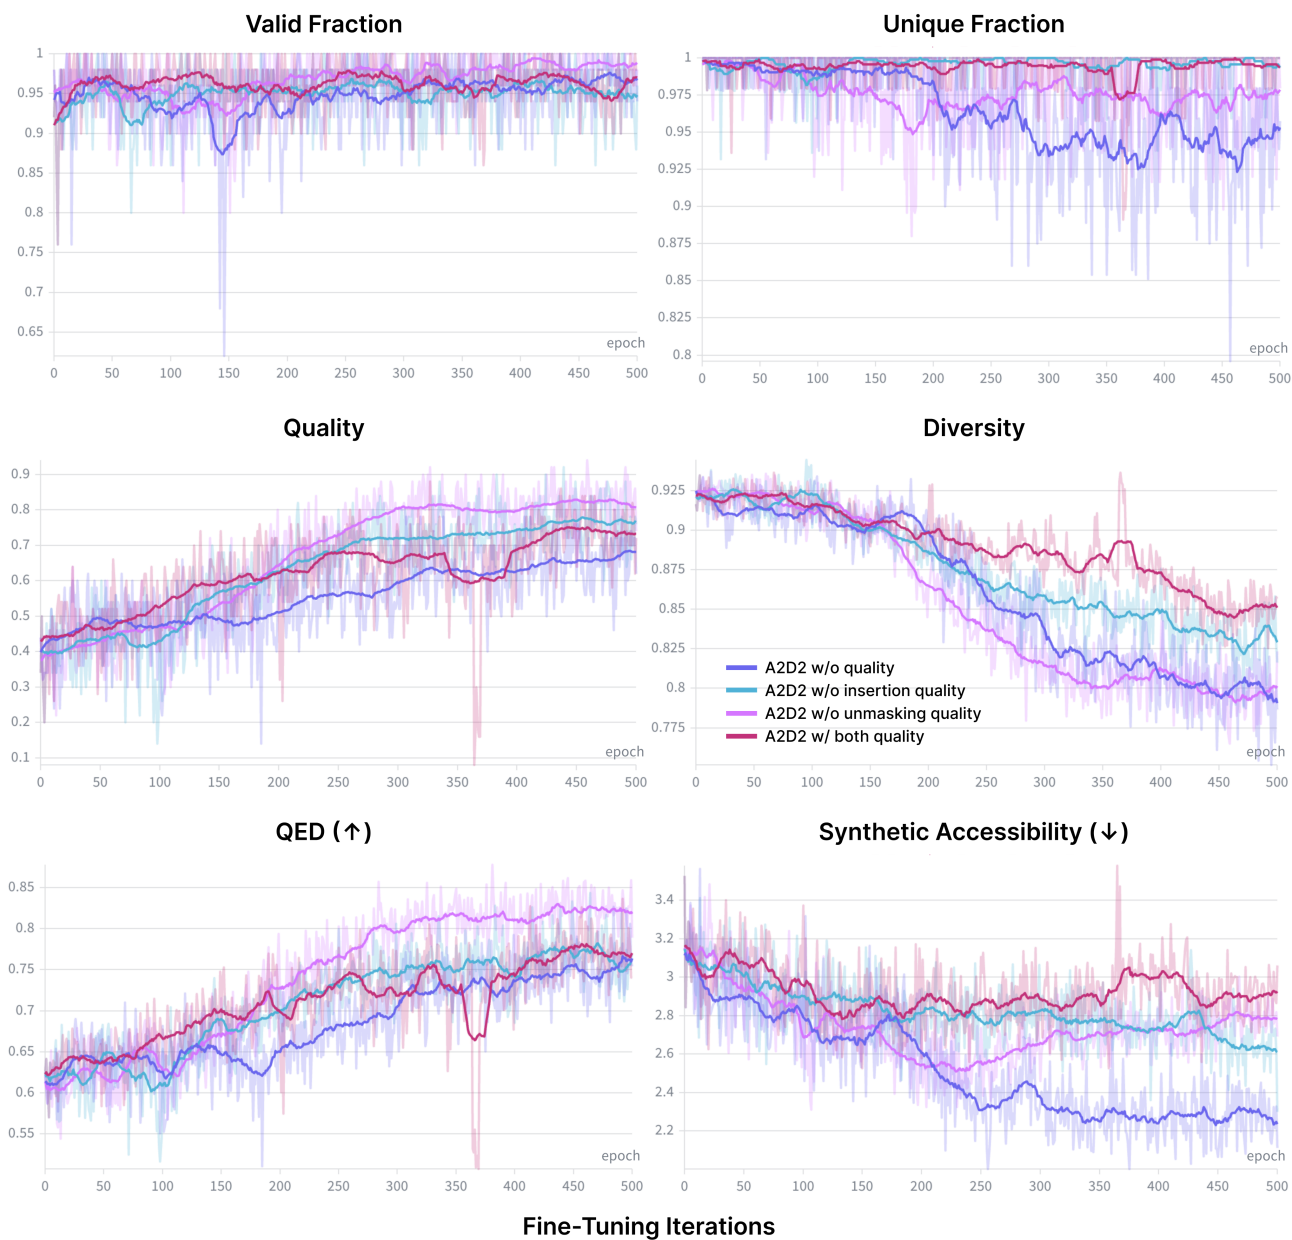 Valid Fraction
1
0.95
0.9
0.85
0.8
0.75
0.7
0.65
epoch
0 50 100 150 200 250 300 350 400 450 500
Unique Fraction
1
0.975
0.95
0.925
0.9
0.875
0.85
0.825
0.8
epoch
0 50 100 150 200 250 300 350 400 450 500
Quality
0.9
0.8
0.7
0.6
0.5
0.4
0.3
0.2
0.1
epoch
0 50 100 150 200 250 300 350 400 450 500
Diversity
0.925
0.9
0.875
0.85
0.825
0.8
0.775
A2D2 w/o quality
A2D2 w/o insertion quality
A2D2 w/o unmasking quality
A2D2 w/ both quality
epoch
0 50 100 150 200 250 300 350 400 450 500
QED (↑)
0.85
0.8
0.75
0.7
0.65
0.6
0.55
epoch
0 50 100 150 200 250 300 350 400 450 500
Synthetic Accessibility (↓)
3.4
3.2
3
2.8
2.6
2.4
2.2
epoch
0 50 100 150 200 250 300 350 400 450 500
Fine-Tuning Iterations